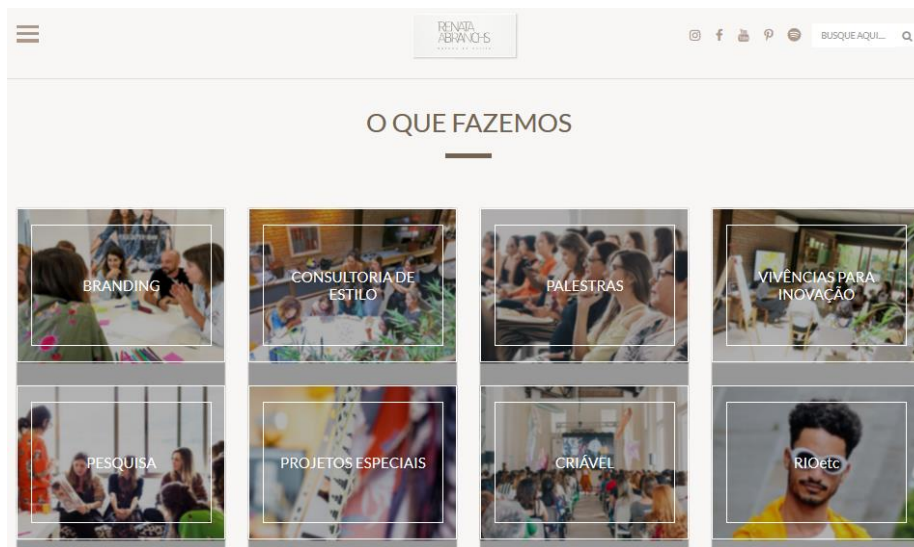 RENATA
ABRANCHS
BUSQUE AQUI...
O QUE FAZEMOS
BRANDING
CONSULTORIA DE
ESTILO
PALESTRAS
VIVÊNCIAS PARA
INOVAÇÃO
PESQUISA
PROJETOS ESPECIAIS
CRIÁVEL
RIOetc